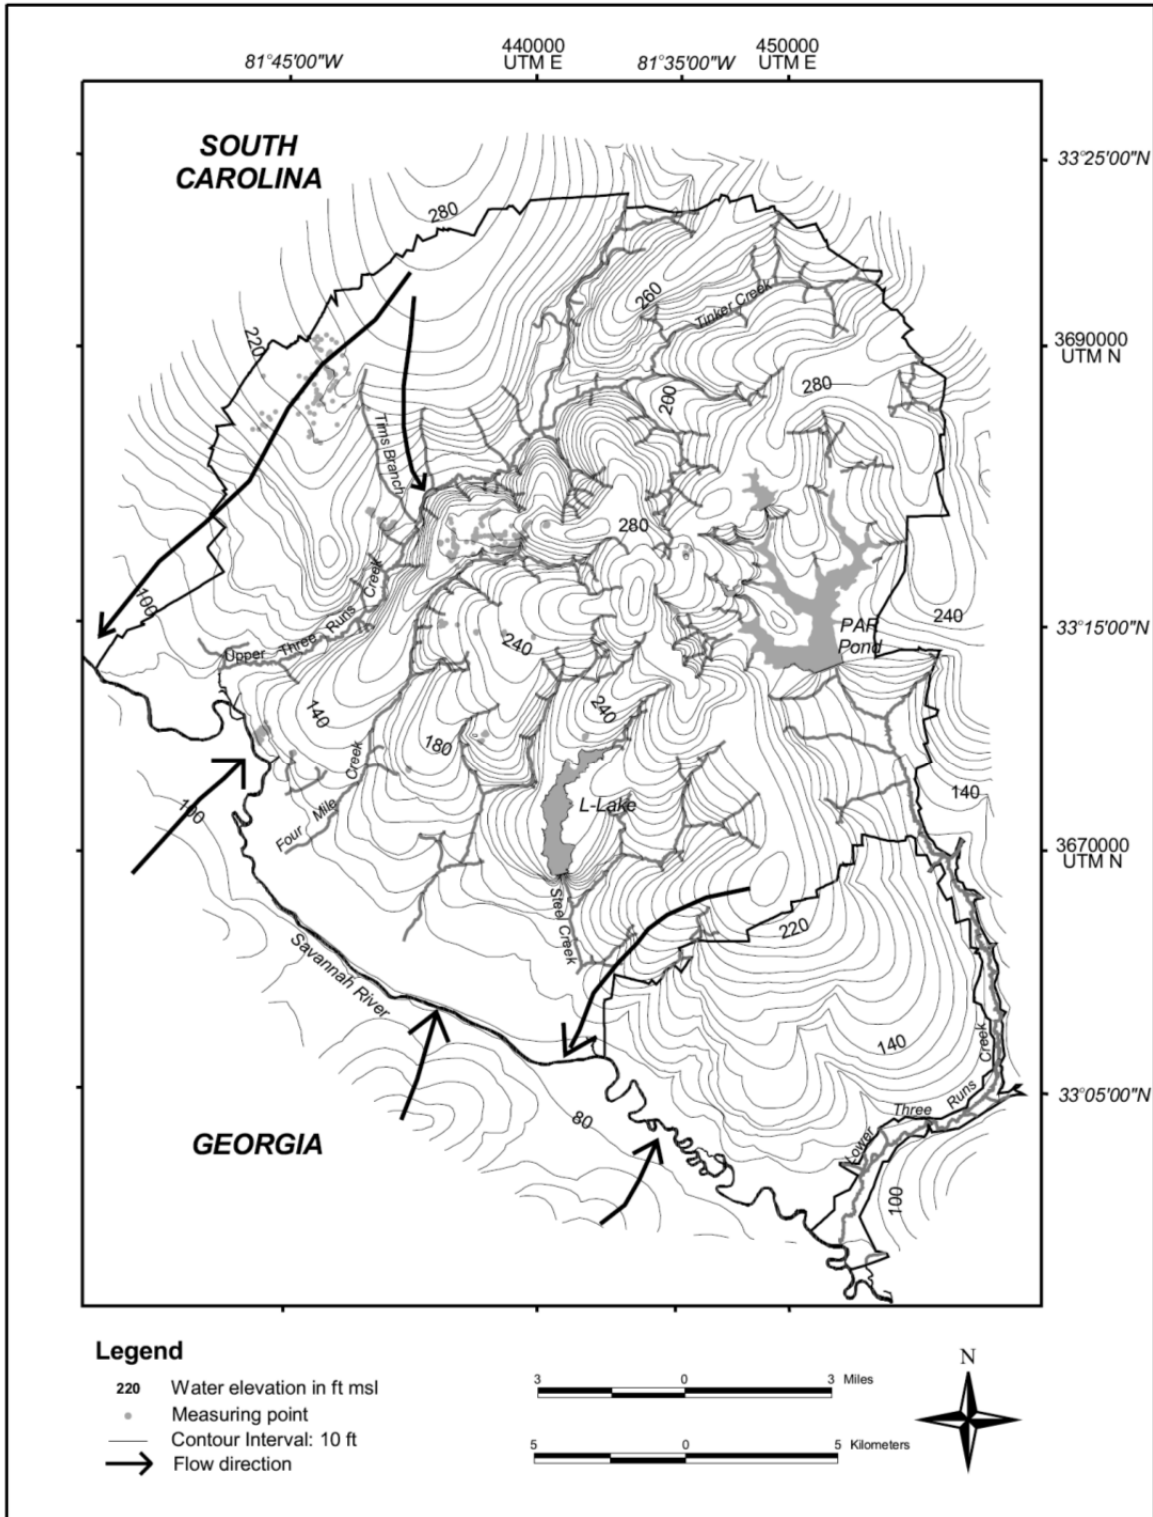 440000
450000
81°45'00"W
UTM E
81°35'00"W
UTM E
SOUTH
CAROLINA
33°25'00"N
280
260
Tinker Creek
220
3690000
UTM N
280
200
Tims Branch
280
Creek
100
Runs
Three
Upper
240
240
33°15'00"N
PAR
Pond
140
240
180
Creek
L-Lake
140
100
Mile
Four
3670000
UTM N
Steel Creek
220
Savannah River
140
Creek
33°05'00"N
Runs
Three
Lower
80
GEORGIA
100
Legend
N
220 Water elevation in ft msl
3 0 3 Miles
Measuring point
Contour Interval: 10 ft
5 0 5 Kilometers
Flow direction